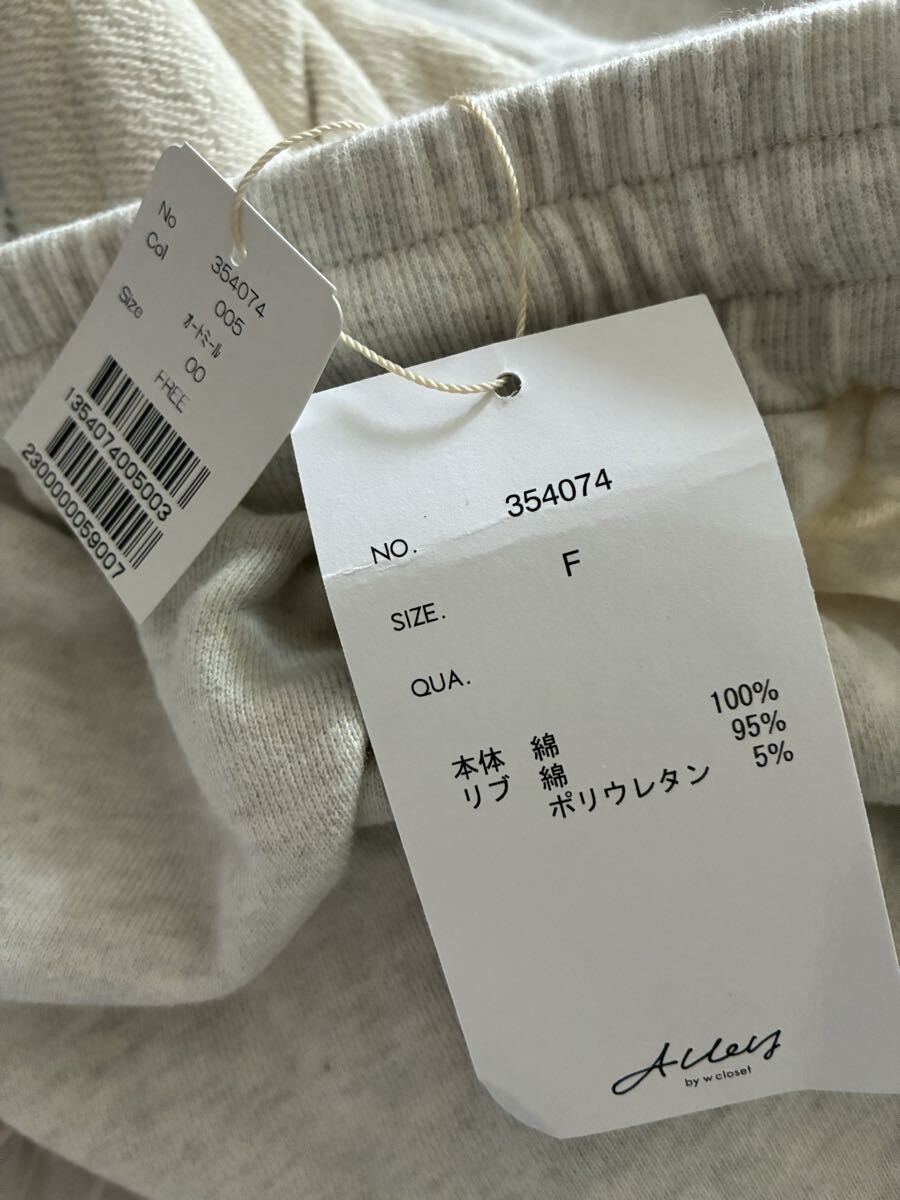 No 354074
Col 005
オートミール
Size 00
FREE
1354074005003
2300000059007
NO. 354074
SIZE. F
QUA.
本体 綿 100%
リブ 綿 95%
ポリウレタン 5%
Alley
by w closet